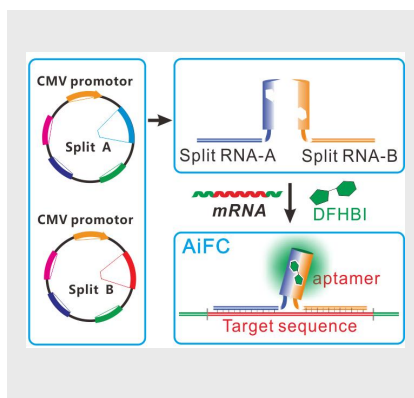 CMV promotor
Split A
CMV promotor
Split B
Split RNA-A Split RNA-B
mRNA DFHBI
AiFC
aptamer
Target sequence